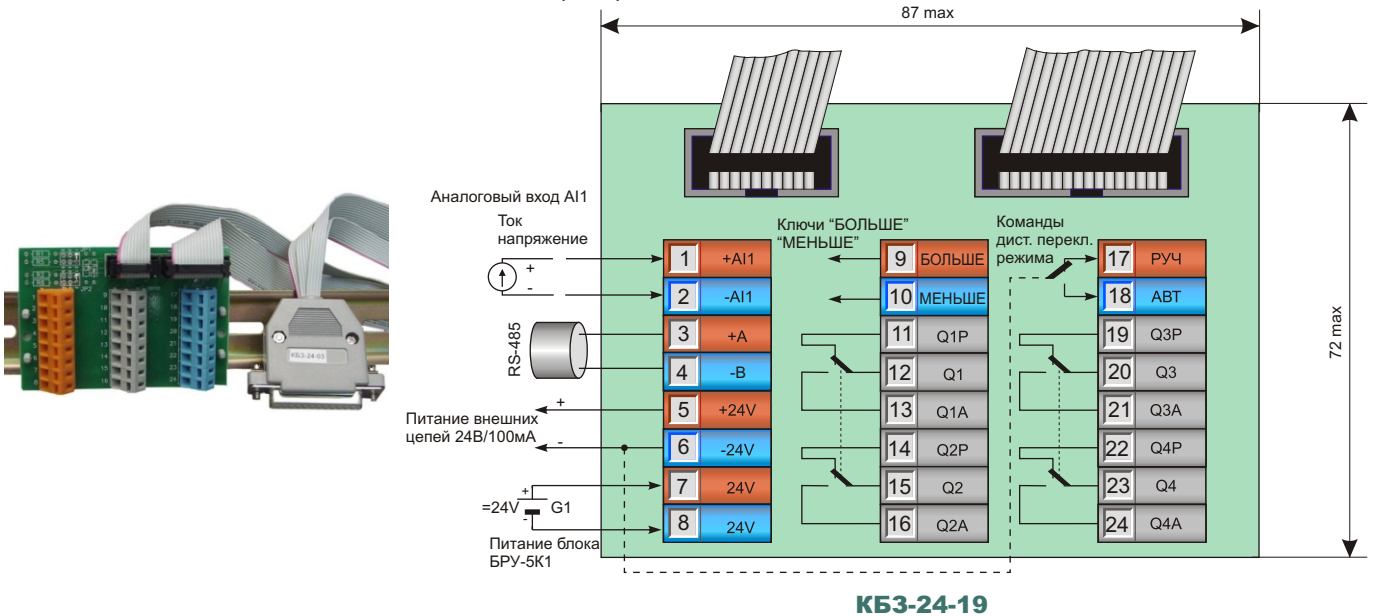 87 max
72 max
Аналоговый вход AI1
Ток
напряжение
+
-
RS-485
+
Питание внешних
цепей 24В/100мА
-
+
=24V G1
-
Питание блока
БРУ-5К1
1 +AI1
2 -AI1
3 +A
4 -B
5 +24V
6 -24V
7 24V
8 24V
Ключи “БОЛЬШЕ”
“МЕНЬШЕ”
9 БОЛЬШЕ
10 МЕНЬШЕ
11 Q1P
12 Q1
13 Q1A
14 Q2P
15 Q2
16 Q2A
Команды
дист. перекл.
режима
17 РУЧ
18 АВТ
19 Q3P
20 Q3
21 Q3A
22 Q4P
23 Q4
24 Q4A
КБЗ-24-03
КБЗ-24-19